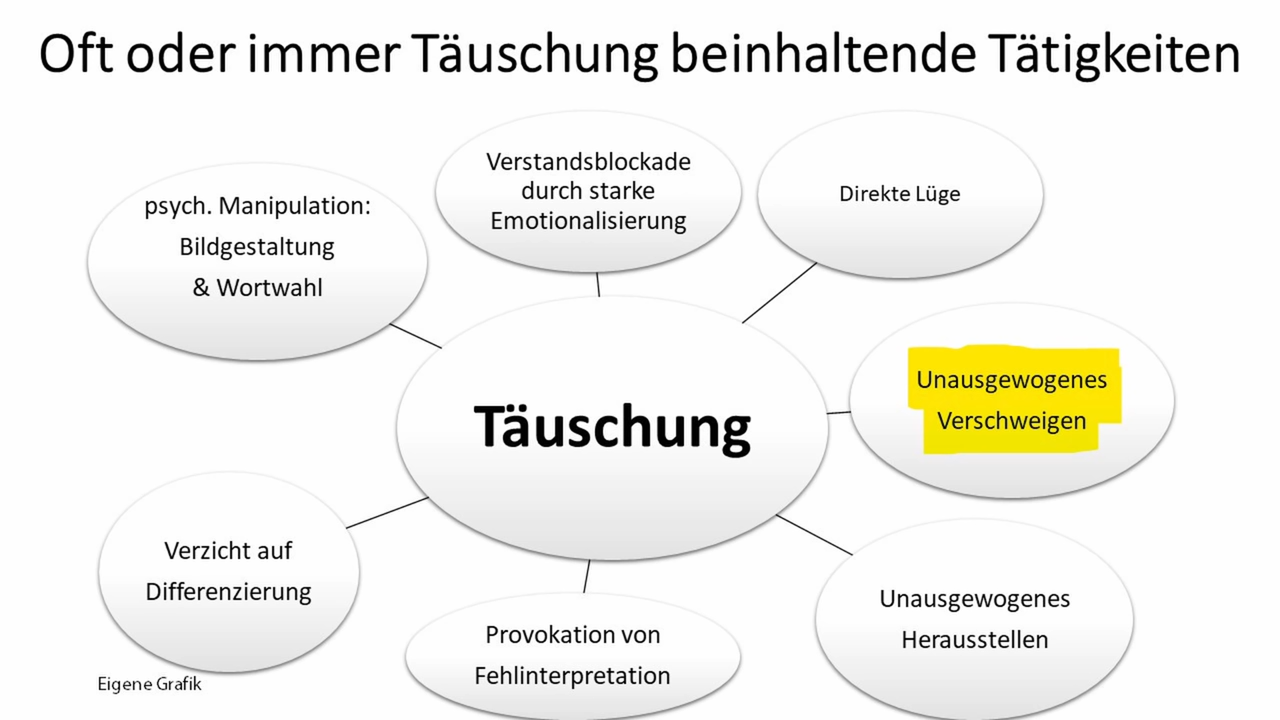 Oft oder immer Täuschung beinhaltende Tätigkeiten
psych. Manipulation:
Bildgestaltung
& Wortwahl
Verstandsblockade
durch starke
Emotionalisierung
Direkte Lüge
Unausgewogenes
Verschweigen
Täuschung
Verzicht auf
Differenzierung
Provokation von
Fehlinterpretation
Unausgewogenes
Herausstellen
Eigene Grafik